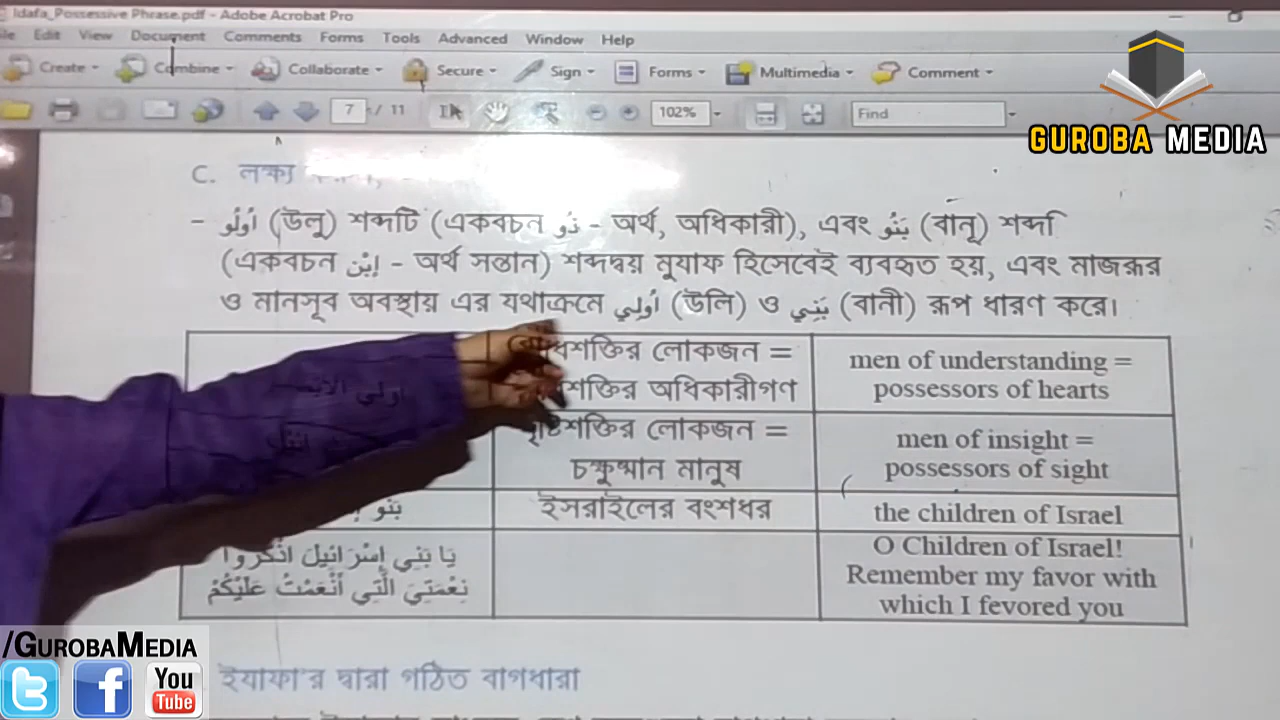 Idafa_Possessive Phrase.pdf - Adobe Acrobat Pro
File Edit View Document Comments Forms Tools Advanced Window Help
Create Combine Collaborate Secure Sign Forms Multimedia Comment
7 / 11 102% Find
GUROBA MEDIA
C. লক্ষ্য
- أُولُو (উলূ) শব্দটি (একবচন ذُو - অর্থ, অধিকারী), এবং بَنُو (বানূ) শব্দটি
(একবচন اِبْن - অর্থ সন্তান) শব্দদ্বয় মুযাফ হিসেবেই ব্যবহৃত হয়, এবং মাজরূর
ও মানসূব অবস্থায় এর যথাক্রমে أُولِي (উলি) ও بَنِي (বানী) রূপ ধারণ করে।
লোকজন =
অধিকারীগণ
men of understanding =
possessors of hearts
দৃষ্টিশক্তির লোকজন =
চক্ষুষ্মান মানুষ
men of insight =
possessors of sight
بَنُو
ইসরাইলের বংশধর
the children of Israel
يَا بَنِي إِسْرَائِيلَ اذْكُرُوا
نِعْمَتِيَ الَّتِي أَنْعَمْتُ عَلَيْكُمْ
O Children of Israel!
Remember my favor with
which I fevored you
/GUROBAMEDIA
You
Tube
ইযাফা'র দ্বারা গঠিত বাগধারা